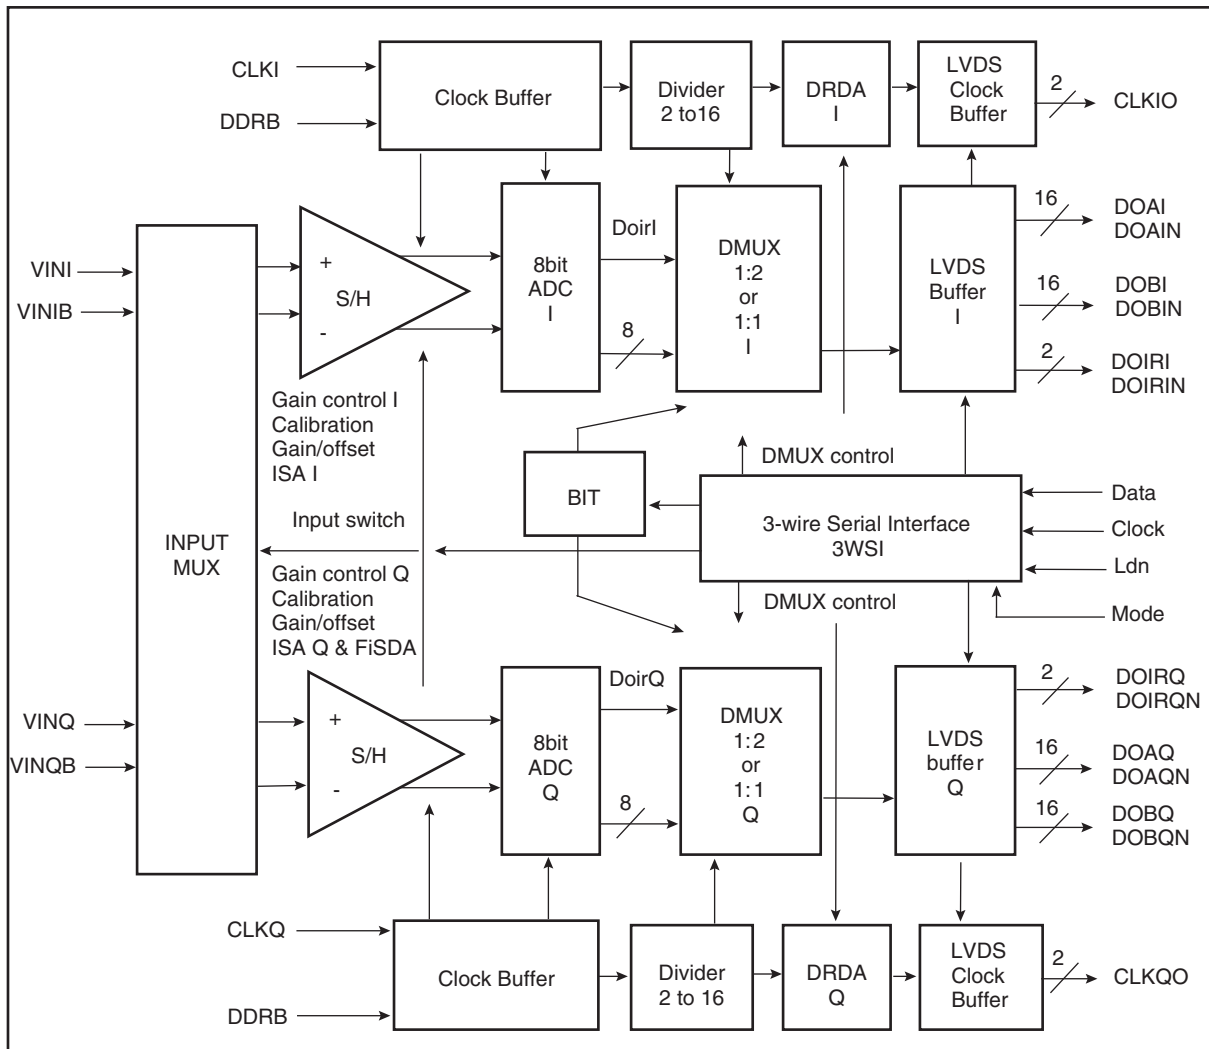 CLKI
DDRB
Clock Buffer
Divider
2 to16
DRDA
I
LVDS
Clock
Buffer
2
CLKIO
VINI
VINIB
INPUT
MUX
+
S/H
-
8bit
ADC
I
DoirI
8
DMUX
1:2
or
1:1
I
LVDS
Buffer
I
16
DOAI
DOAIN
16
DOBI
DOBIN
2
DOIRI
DOIRIN
Gain control I
Calibration
Gain/offset
ISA I
Input switch
Gain control Q
Calibration
Gain/offset
ISA Q & FiSDA
BIT
DMUX control
3-wire Serial Interface
3WSI
DMUX control
Data
Clock
Ldn
Mode
VINQ
VINQB
+
S/H
-
8bit
ADC
Q
DoirQ
8
DMUX
1:2
or
1:1
Q
LVDS
buffer
Q
2
DOIRQ
DOIRQN
16
DOAQ
DOAQN
16
DOBQ
DOBQN
CLKQ
DDRB
Clock Buffer
Divider
2 to 16
DRDA
Q
LVDS
Clock
Buffer
2
CLKQO